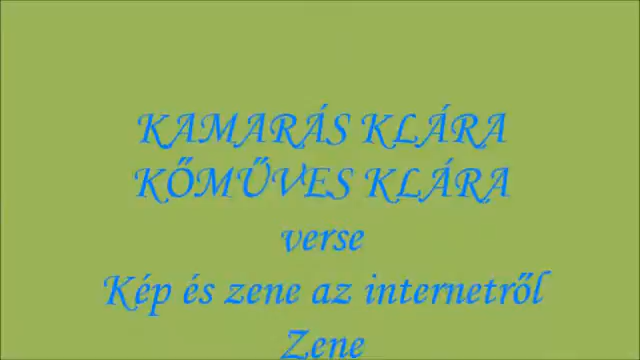 KAMARÁS KLÁRA
KŐMŰVES KLÁRA
verse
Kép és zene az internetről
Zene